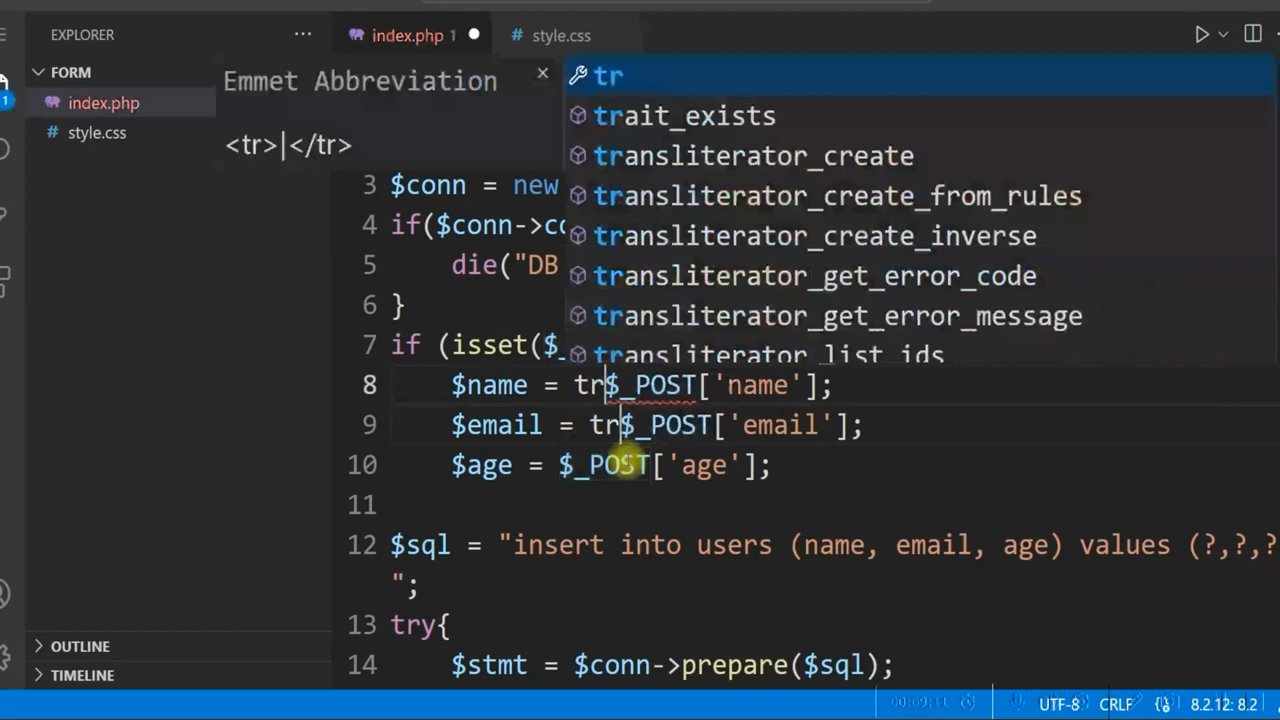 EXPLORER
...
index.php 1
style.css
FORM
index.php
style.css
1
Emmet Abbreviation
<tr>|</tr>
tr
trait_exists
transliterator_create
transliterator_create_from_rules
transliterator_create_inverse
transliterator_get_error_code
transliterator_get_error_message
transliterator_list_ids
3 $conn = new
4 if($conn->co
5 die("DB
6 }
7 if (isset($_
8 $name = tr$_POST['name'];
9 $email = tr$_POST['email'];
10 $age = $_POST['age'];
11
12 $sql = "insert into users (name, email, age) values (?,?,?
";
13 try{
14 $stmt = $conn->prepare($sql);
OUTLINE
TIMELINE
UTF-8 CRLF 8.2.12: 8.2